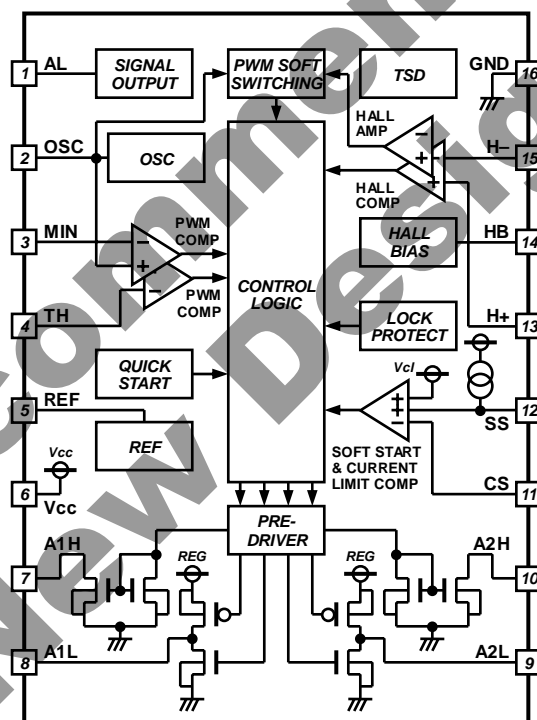 1 AL
SIGNAL
OUTPUT
PWM SOFT
SWITCHING
TSD
GND 16
HALL
AMP
2 OSC
OSC
H– 15
HALL
COMP
3 MIN
PWM
COMP
HALL
BIAS
HB 14
CONTROL
LOGIC
4 TH
PWM
COMP
LOCK
PROTECT
H+ 13
QUICK
START
Vcl
5 REF
REF
12
SS
SOFT START
& CURRENT
LIMIT COMP
CS
11
Vcc
6
Vcc
PRE-
DRIVER
A1H
7
REG
REG
A2H
10
8 A1L
A2L 9